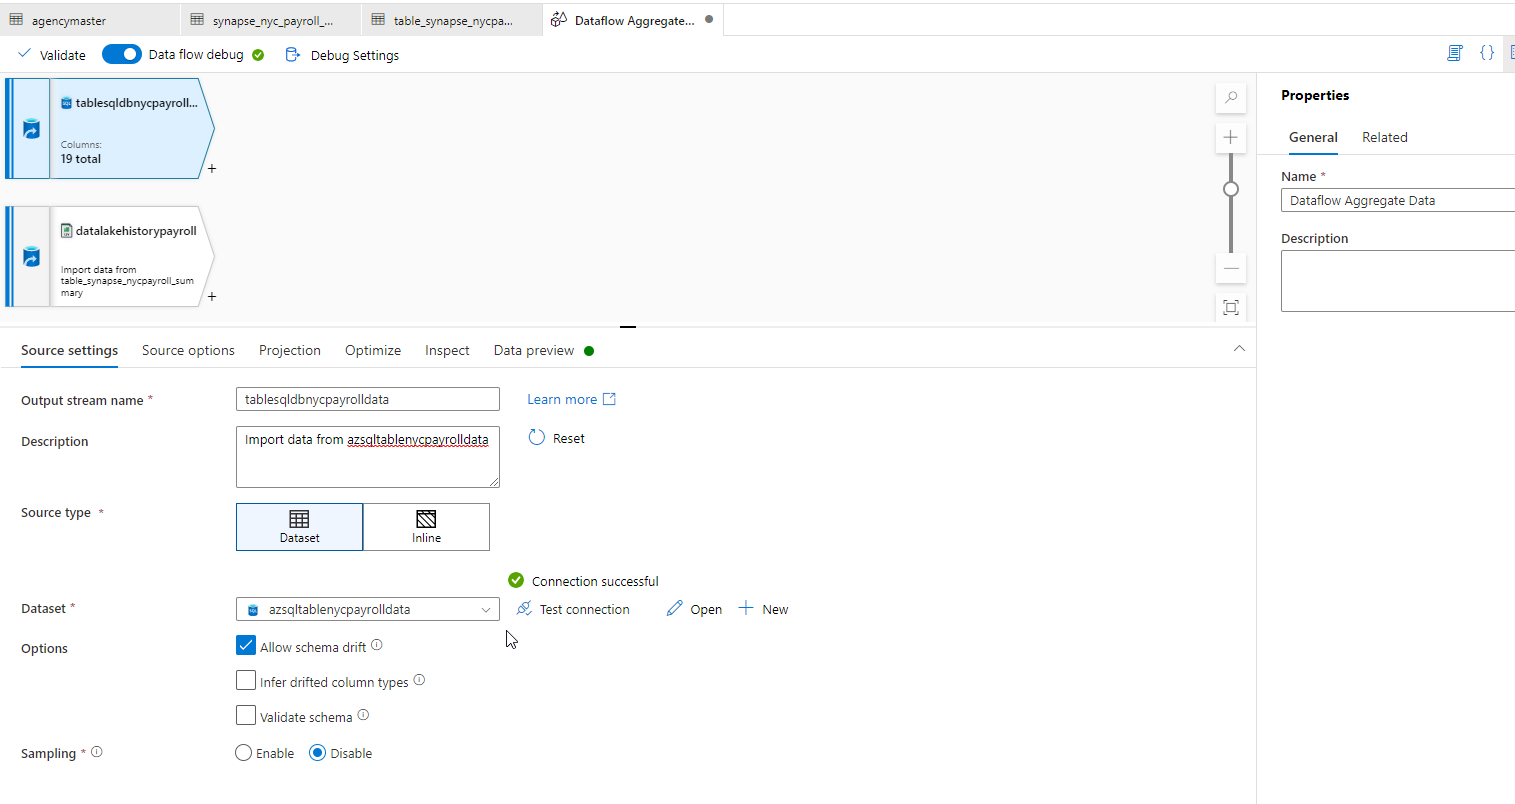 agencymaster
synapse_nyc_payroll_...
table_synapse_nycpa...
Dataflow Aggregate...
Validate
Data flow debug
Debug Settings
{}
tablesqldbnycpayroll...
Columns:
19 total
+
datalakehistorypayroll
Import data from
table_synapse_nycpayroll_sum
mary
+
Properties
General
Related
Name *
Dataflow Aggregate Data
Description
Source settings
Source options
Projection
Optimize
Inspect
Data preview
Output stream name *
tablesqldbnycpayrolldata
Learn more
Description
Import data from azsqltablenycpayrolldata
Reset
Source type *
Dataset
Inline
Connection successful
Dataset *
azsqltablenycpayrolldata
Test connection
Open
New
Options
Allow schema drift
Infer drifted column types
Validate schema
Sampling *
Enable
Disable